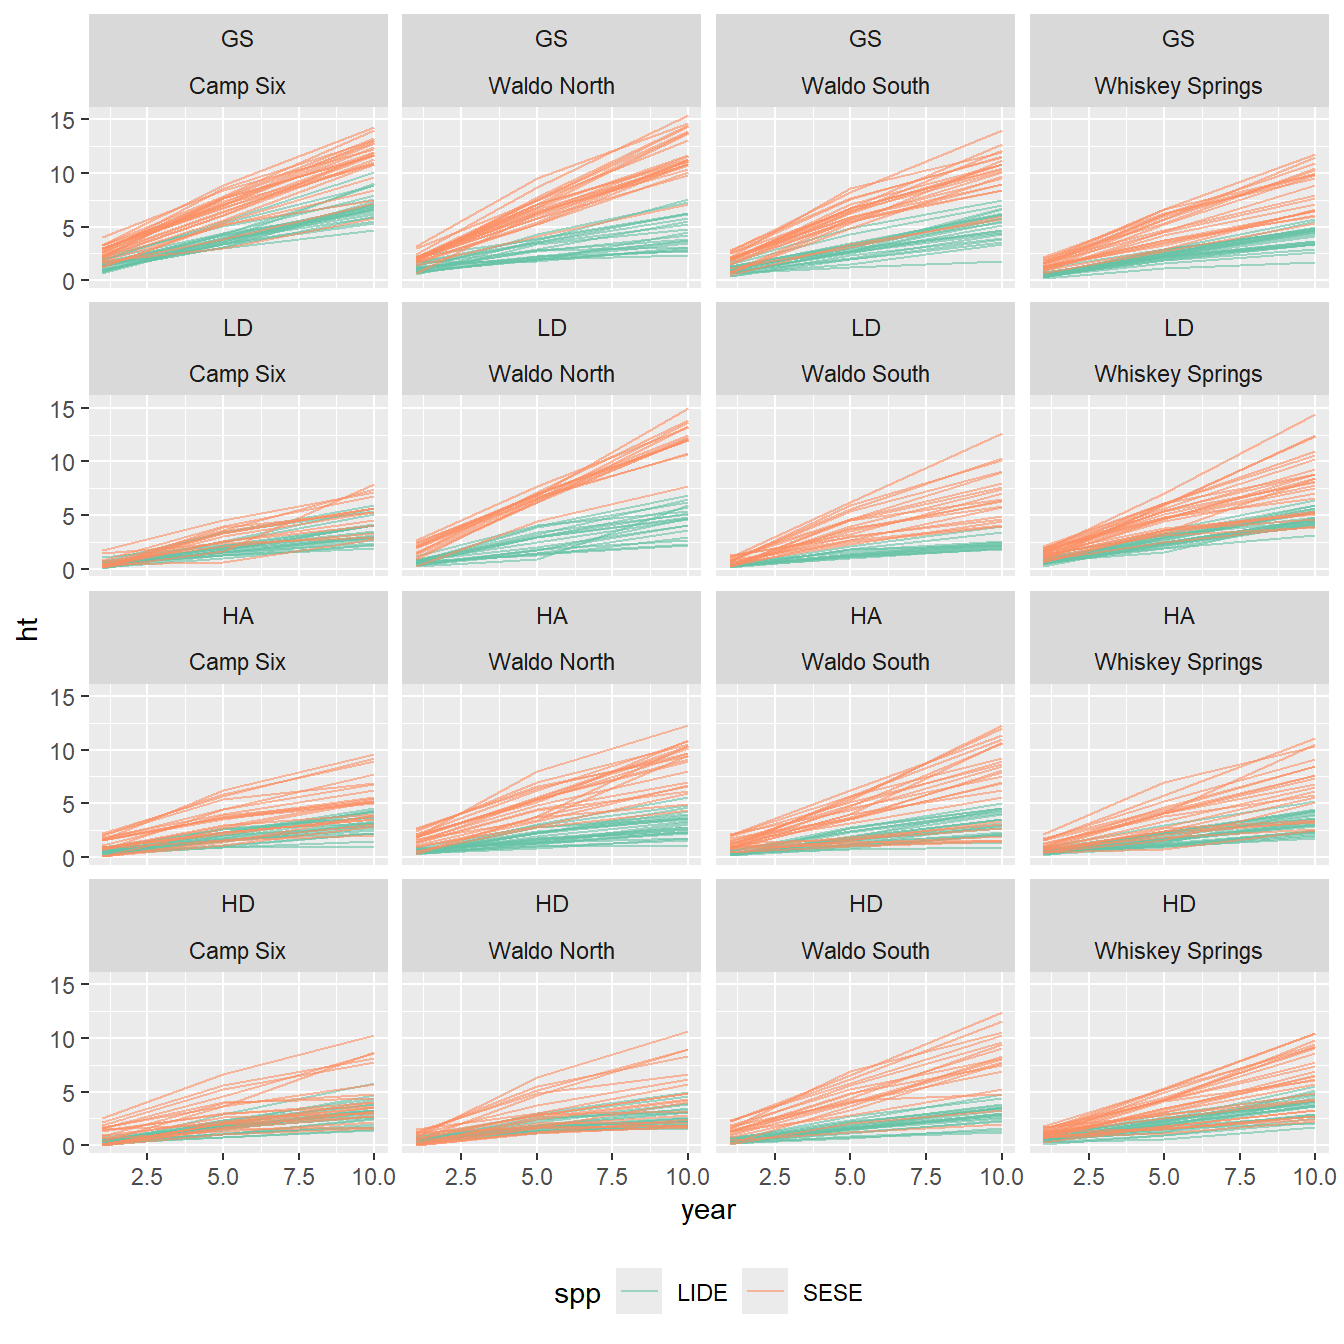 GS GS GS GS
Camp Six Waldo North Waldo South Whiskey Springs
15
10
5
0
LD LD LD LD
Camp Six Waldo North Waldo South Whiskey Springs
15
10
5
0
ht
HA HA HA HA
Camp Six Waldo North Waldo South Whiskey Springs
15
10
5
0
HD HD HD HD
Camp Six Waldo North Waldo South Whiskey Springs
15
10
5
0
2.5 5.0 7.5 10.0 2.5 5.0 7.5 10.0 2.5 5.0 7.5 10.0 2.5 5.0 7.5 10.0
year
spp LIDE SESE